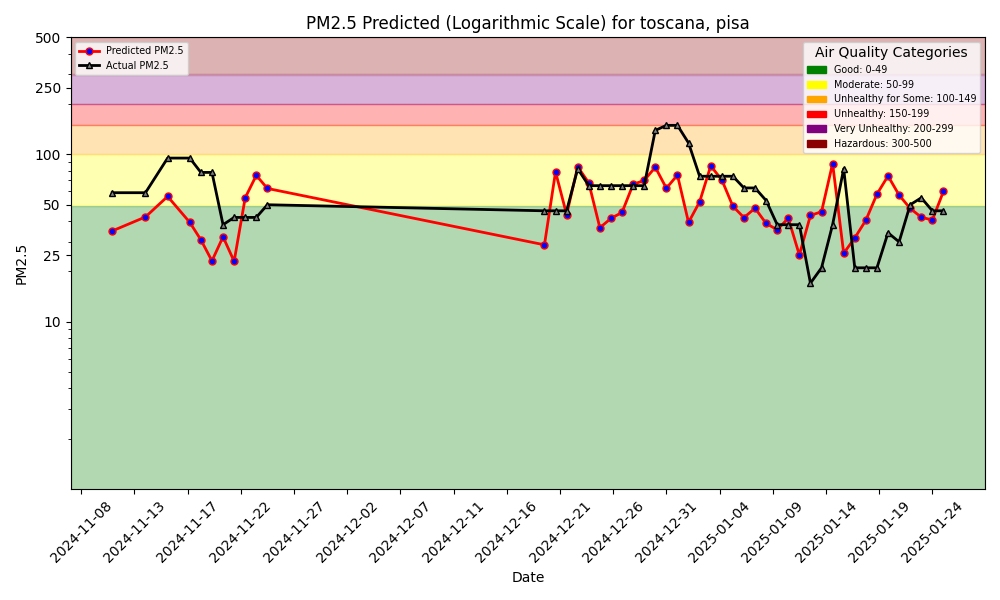 PM2.5 Predicted (Logarithmic Scale) for toscana, pisa
500
250
100
50
25
10
PM2.5
Predicted PM2.5
Actual PM2.5
Air Quality Categories
Good: 0-49
Moderate: 50-99
Unhealthy for Some: 100-149
Unhealthy: 150-199
Very Unhealthy: 200-299
Hazardous: 300-500
2024-11-08
2024-11-13
2024-11-17
2024-11-22
2024-11-27
2024-12-02
2024-12-07
2024-12-11
2024-12-16
2024-12-21
2024-12-26
2024-12-31
2025-01-04
2025-01-09
2025-01-14
2025-01-19
2025-01-24
Date